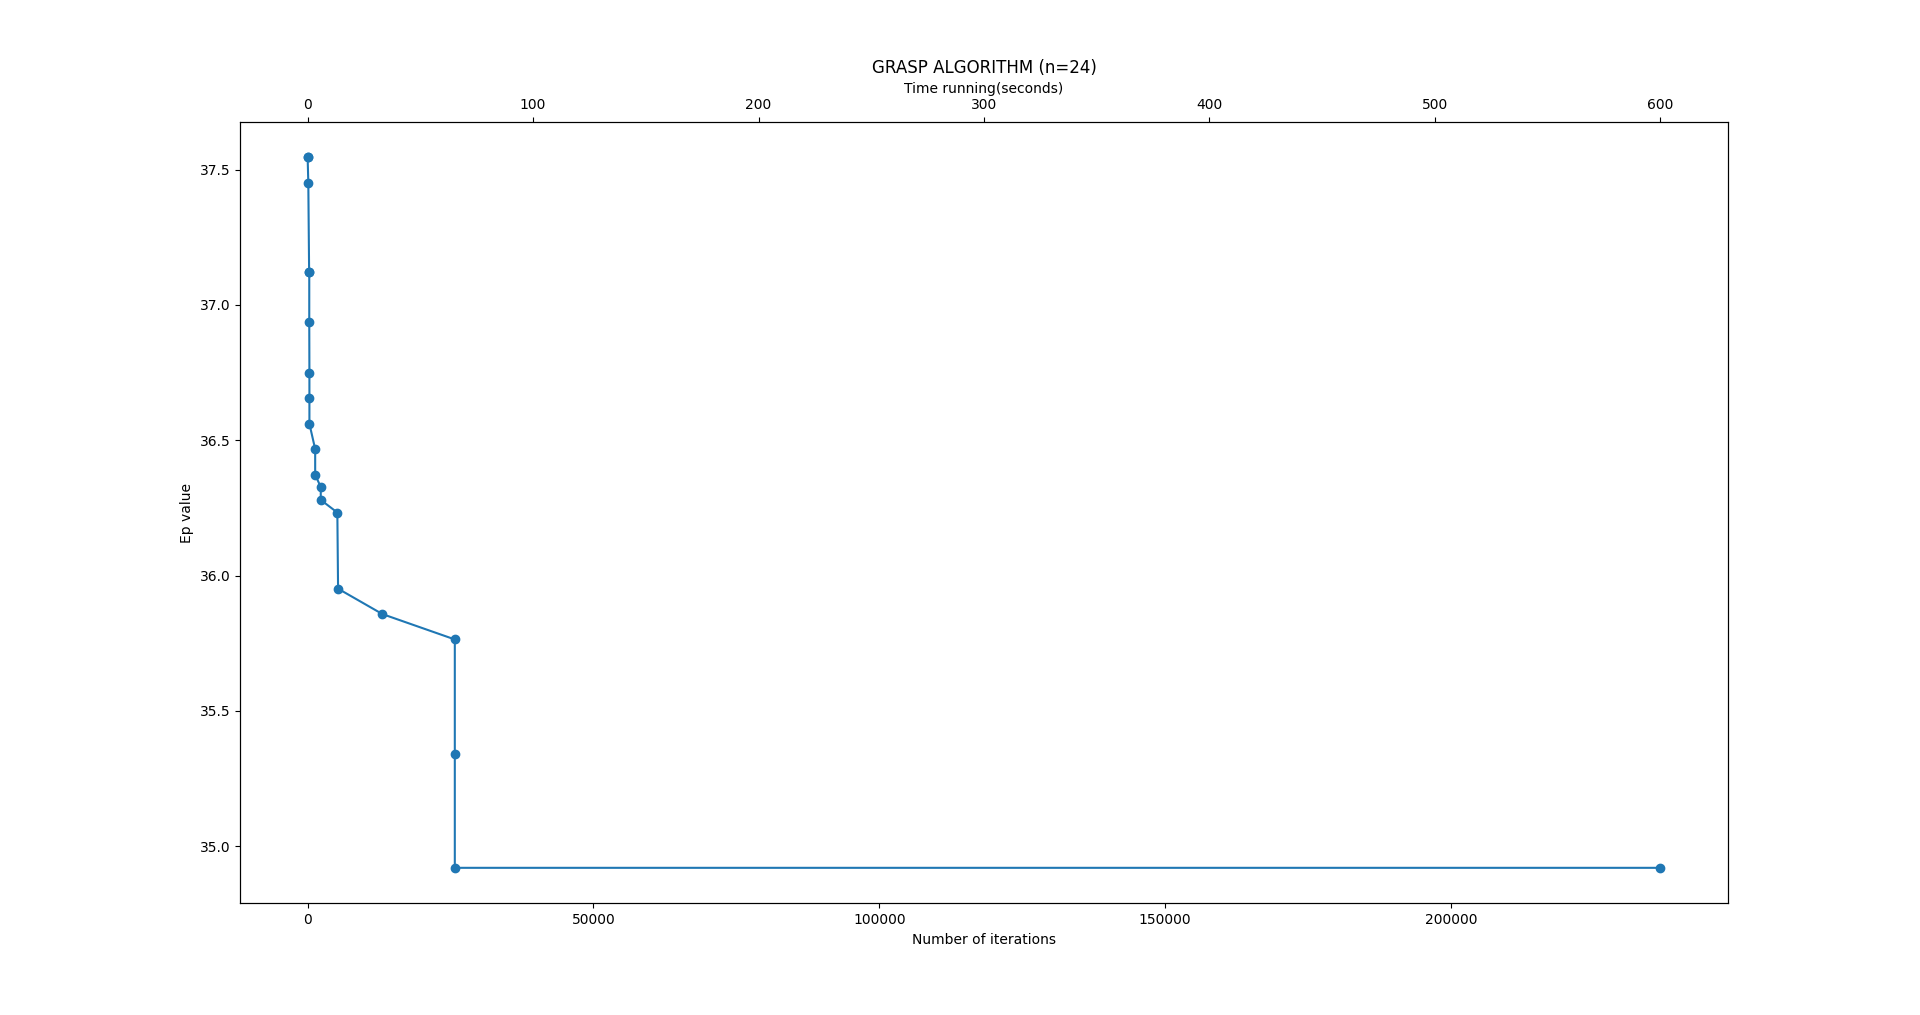 GRASP ALGORITHM (n=24)
Time running(seconds)
0 100 200 300 400 500 600
37.5
37.0
36.5
36.0
35.5
35.0
Ep value
0 50000 100000 150000 200000
Number of iterations